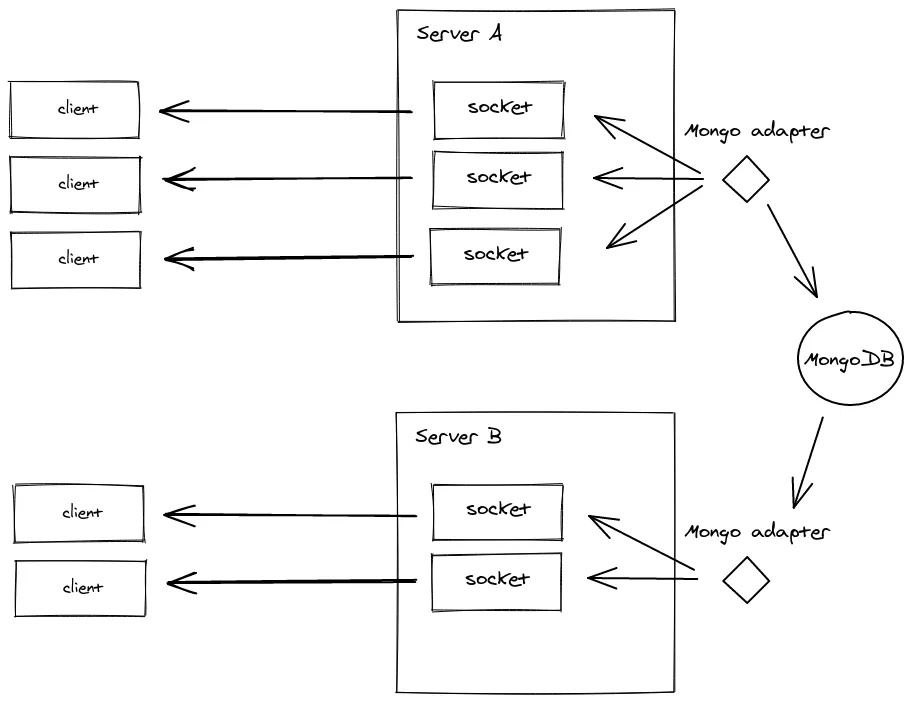 Server A
client
socket
Mongo adapter
client
socket
client
socket
MongoDB
Server B
client
socket
Mongo adapter
client
socket